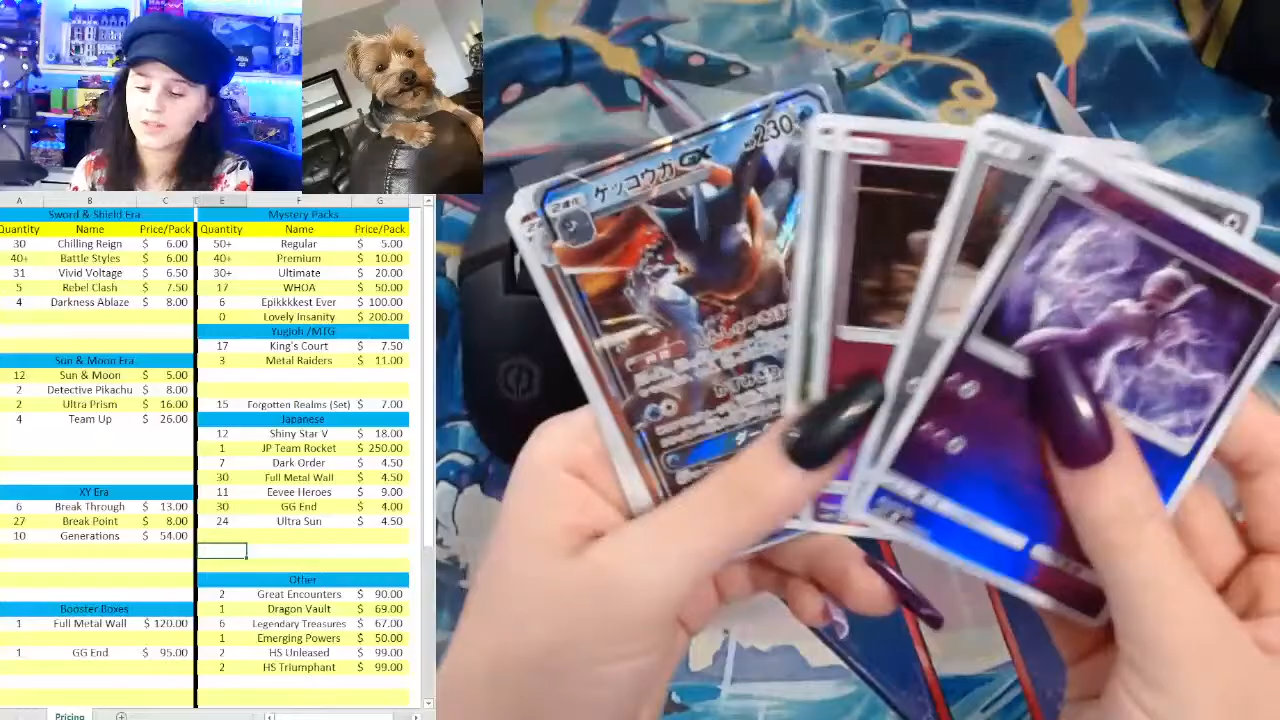 A B C E F G
Sword & Shield Era
Quantity Name Price/Pack
30 Chilling Reign $ 6.00
40+ Battle Styles $ 6.00
31 Vivid Voltage $ 6.50
5 Rebel Clash $ 7.50
4 Darkness Ablaze $ 8.00
Sun & Moon Era
12 Sun & Moon $ 5.00
2 Detective Pikachu $ 8.00
2 Ultra Prism $ 16.00
4 Team Up $ 26.00
XY Era
6 Break Through $ 13.00
27 Break Point $ 8.00
10 Generations $ 54.00
Booster Boxes
1 Full Metal Wall $ 120.00
1 GG End $ 95.00
Mystery Packs
Quantity Name Price/Pack
50+ Regular $ 5.00
40+ Premium $ 10.00
30+ Ultimate $ 20.00
17 WHOA $ 50.00
6 Epikkkkest Ever $ 100.00
0 Lovely Insanity $ 200.00
Yugioh /MTG
17 King's Court $ 7.50
3 Metal Raiders $ 11.00
15 Forgotten Realms (Set) $ 7.00
Japanese
12 Shiny Star V $ 18.00
1 JP Team Rocket $ 250.00
7 Dark Order $ 4.50
30 Full Metal Wall $ 4.50
11 Eevee Heroes $ 9.00
30 GG End $ 4.00
24 Ultra Sun $ 4.50
Other
2 Great Encounters $ 90.00
1 Dragon Vault $ 69.00
6 Legendary Treasures $ 67.00
1 Emerging Powers $ 50.00
2 HS Unleased $ 99.00
2 HS Triumphant $ 99.00
Pricing
ゲッコウガGX HP230